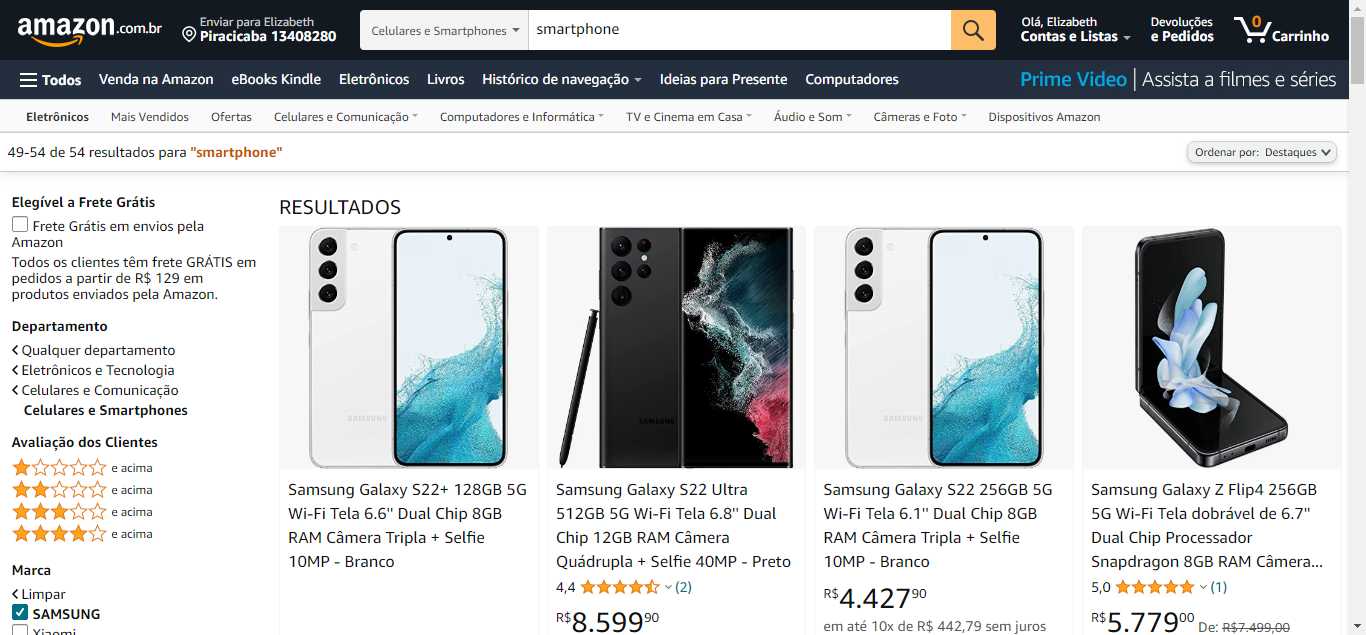 amazon.com.br
Enviar para Elizabeth
Piracicaba 13408280
Celulares e Smartphones
smartphone
Olá, Elizabeth
Contas e Listas
Devoluções
e Pedidos
0
Carrinho
Todos
Venda na Amazon
eBooks Kindle
Eletrônicos
Livros
Histórico de navegação
Ideias para Presente
Computadores
Prime Video | Assista a filmes e séries
Eletrônicos
Mais Vendidos
Ofertas
Celulares e Comunicação
Computadores e Informática
TV e Cinema em Casa
Áudio e Som
Câmeras e Foto
Dispositivos Amazon
49-54 de 54 resultados para "smartphone"
Ordenar por: Destaques
Elegível a Frete Grátis
Frete Grátis em envios pela
Amazon
Todos os clientes têm frete GRÁTIS em
pedidos a partir de R$ 129 em
produtos enviados pela Amazon.
Departamento
Qualquer departamento
Eletrônicos e Tecnologia
Celulares e Comunicação
Celulares e Smartphones
Avaliação dos Clientes
e acima
e acima
e acima
e acima
Marca
Limpar
SAMSUNG
Xiaomi
RESULTADOS
SAMSUNG
Samsung Galaxy S22+ 128GB 5G
Wi-Fi Tela 6.6'' Dual Chip 8GB
RAM Câmera Tripla + Selfie
10MP - Branco
SAMSUNG
Samsung Galaxy S22 Ultra
512GB 5G Wi-Fi Tela 6.8'' Dual
Chip 12GB RAM Câmera
Quádrupla + Selfie 40MP - Preto
4,4 (2)
R$8.59990
SAMSUNG
Samsung Galaxy S22 256GB 5G
Wi-Fi Tela 6.1'' Dual Chip 8GB
RAM Câmera Tripla + Selfie
10MP - Branco
R$4.42790
em até 10x de R$ 442,79 sem juros
Samsung Galaxy Z Flip4 256GB
5G Wi-Fi Tela dobrável de 6.7"
Dual Chip Processador
Snapdragon 8GB RAM Câmera...
5,0 (1)
R$5.77900 De: R$7.499,00